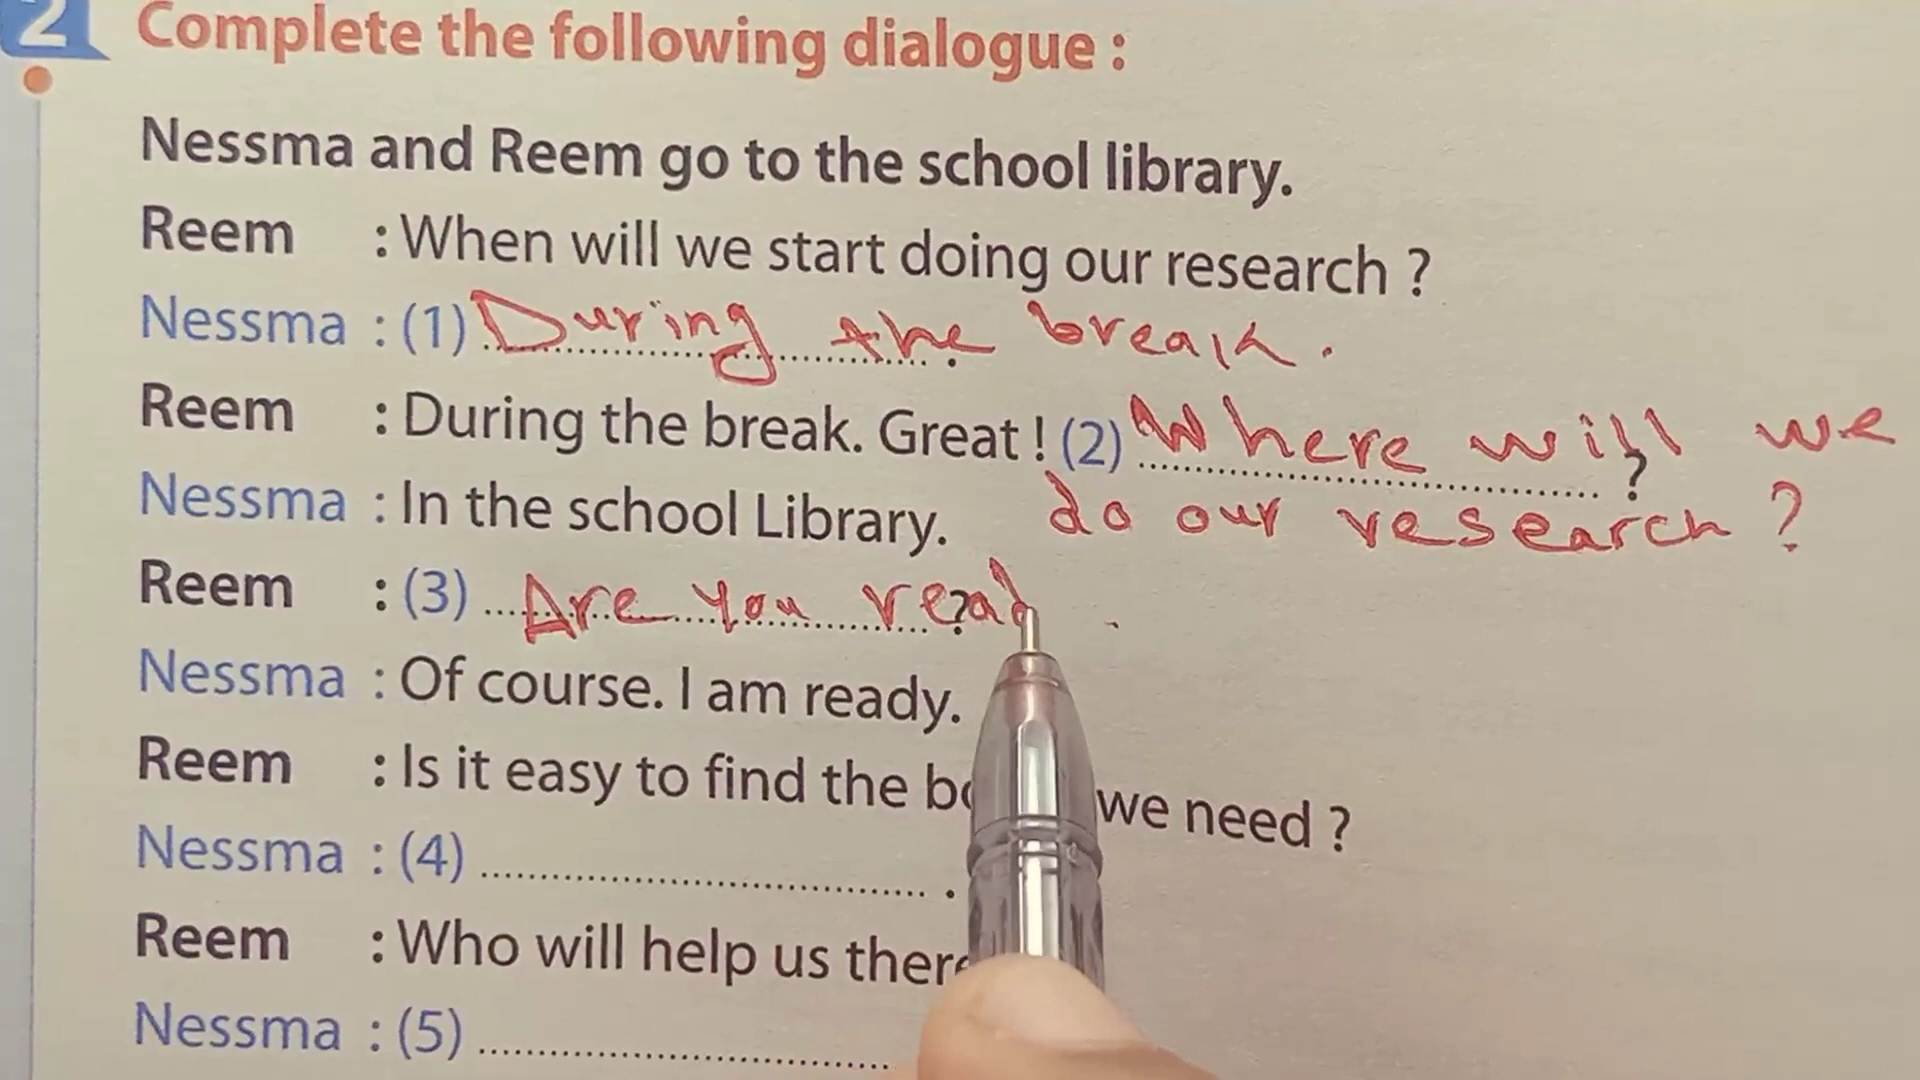 2 Complete the following dialogue :
Nessma and Reem go to the school library.
Reem : When will we start doing our research ?
Nessma : (1) During the break.
Reem : During the break. Great ! (2) Where will we
do our research ?
Nessma : In the school Library.
Reem : (3) Are you read
Nessma : Of course. I am ready.
Reem : Is it easy to find the we need ?
Nessma : (4) ........................................ .
Reem : Who will help us
Nessma : (5) ........................................